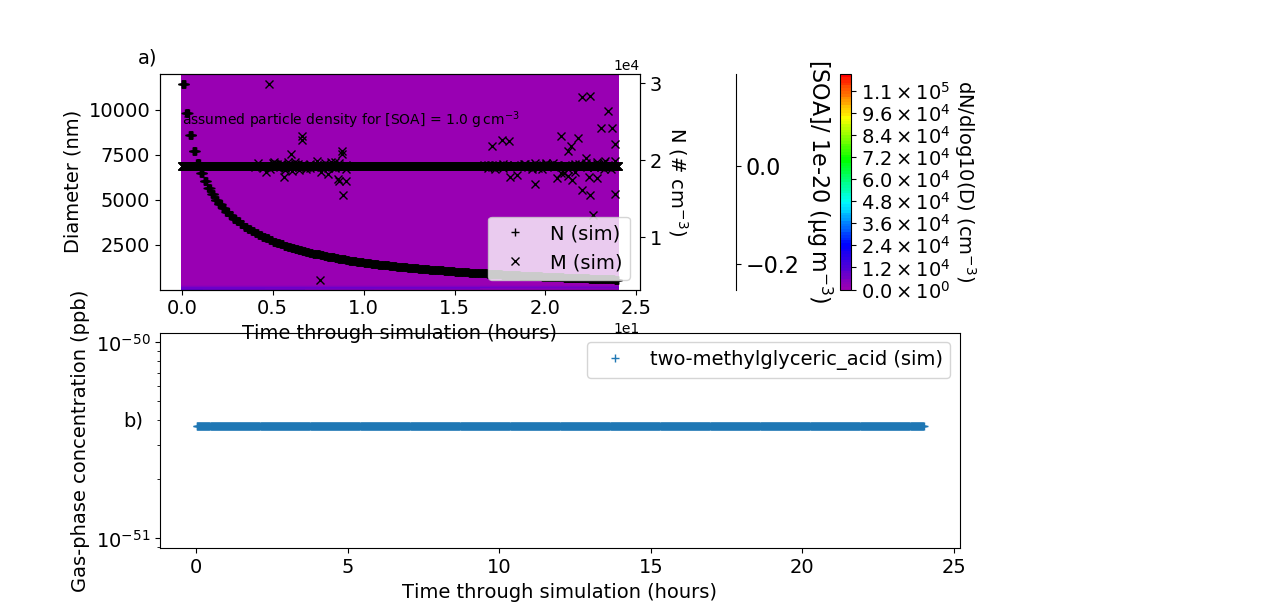 a)
1e4
10000
7500
5000
2500
Diameter (nm)
assumed particle density for [SOA] = 1.0 g cm⁻³
N (sim)
M (sim)
3
2
1
N (# cm⁻³)
0.0
−0.2
[SOA]/ 1e-20 (µg m⁻³)
1.1 × 10⁵
9.6 × 10⁴
8.4 × 10⁴
7.2 × 10⁴
6.0 × 10⁴
4.8 × 10⁴
3.6 × 10⁴
2.4 × 10⁴
1.2 × 10⁴
0.0 × 10⁰
dN/dlog10(D) (cm⁻³)
0.0 0.5 1.0 1.5 2.0 2.5
1e1
Time through simulation (hours)
b)
10⁻⁵⁰
10⁻⁵¹
Gas-phase concentration (ppb)
two-methylglyceric_acid (sim)
0 5 10 15 20 25
Time through simulation (hours)